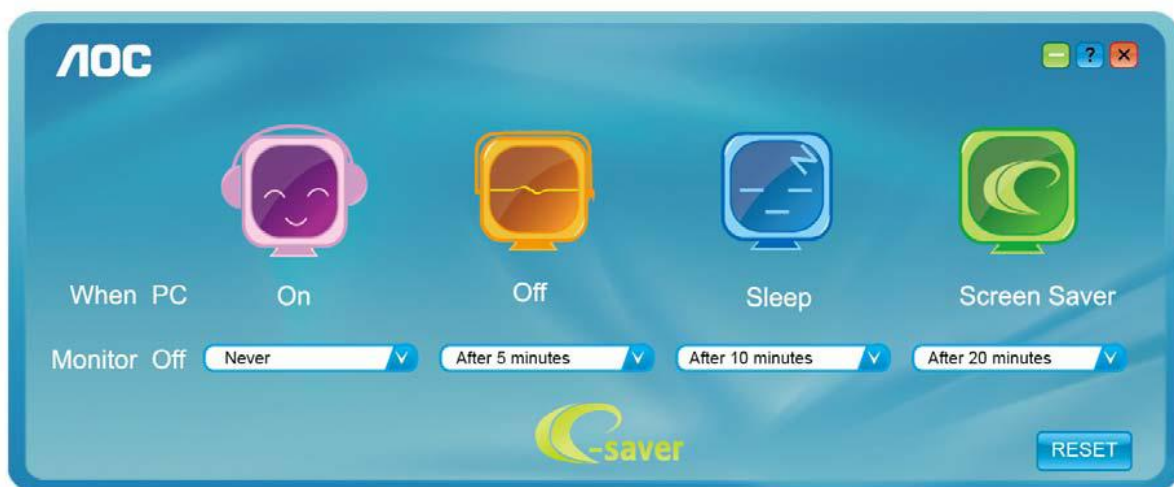 AOC
?
When PC On Off Sleep Screen Saver
Monitor Off Never After 5 minutes After 10 minutes After 20 minutes
e-saver
RESET